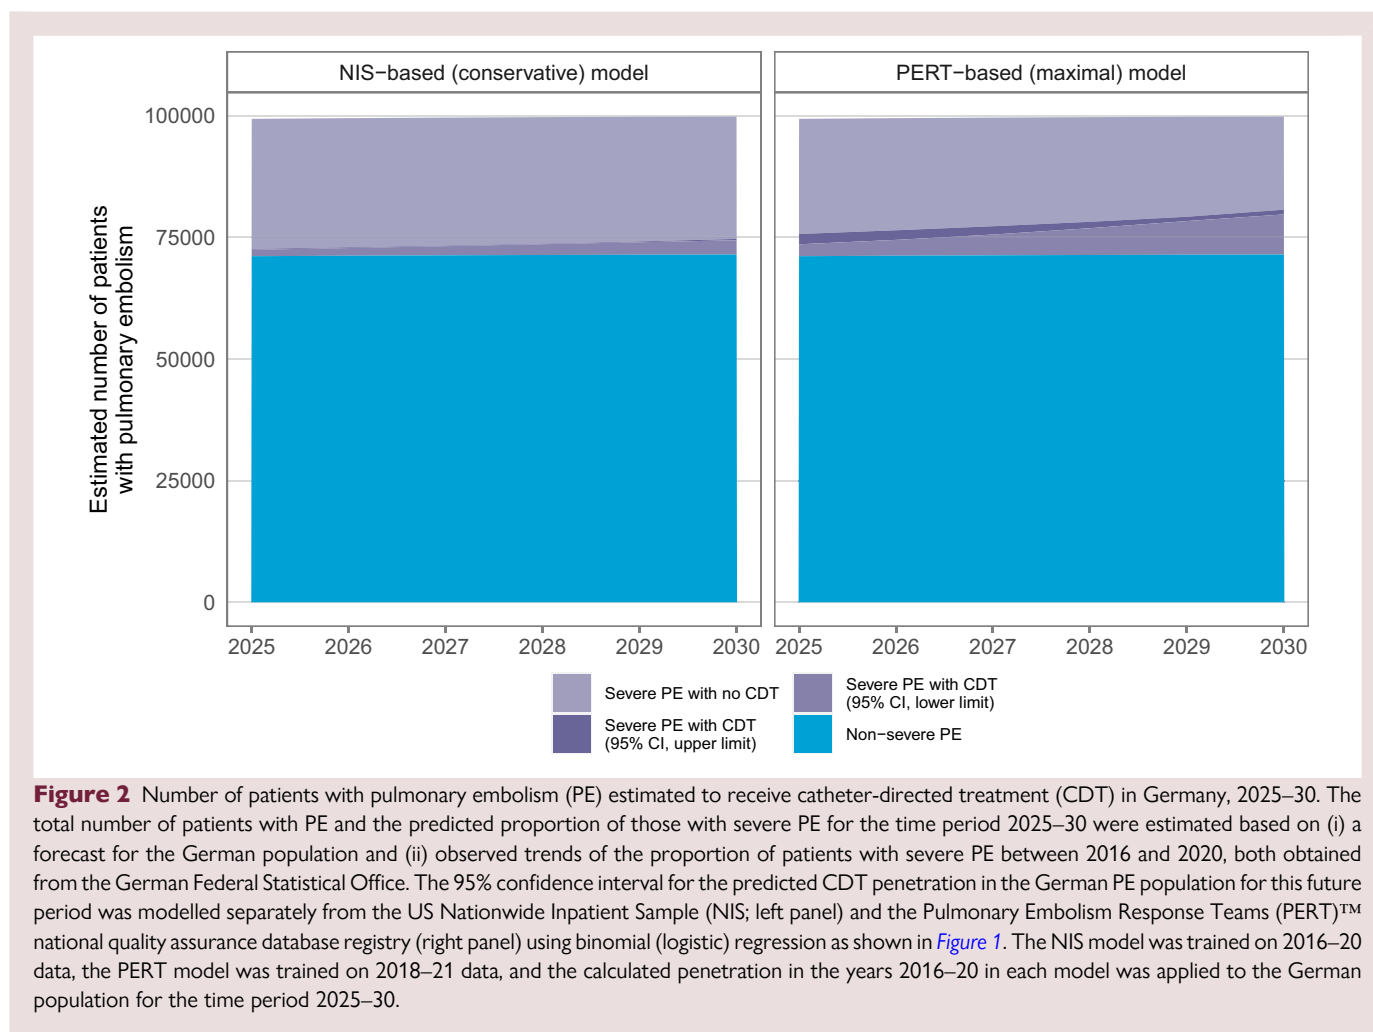 NIS−based (conservative) model
PERT−based (maximal) model
Estimated number of patients
with pulmonary embolism
100000
75000
50000
25000
0
2025 2026 2027 2028 2029 2030
2025 2026 2027 2028 2029 2030
Severe PE with no CDT
Severe PE with CDT
(95% CI, upper limit)
Severe PE with CDT
(95% CI, lower limit)
Non−severe PE
Figure 2 Number of patients with pulmonary embolism (PE) estimated to receive catheter-directed treatment (CDT) in Germany, 2025–30. The
total number of patients with PE and the predicted proportion of those with severe PE for the time period 2025–30 were estimated based on (i) a
forecast for the German population and (ii) observed trends of the proportion of patients with severe PE between 2016 and 2020, both obtained
from the German Federal Statistical Office. The 95% confidence interval for the predicted CDT penetration in the German PE population for this future
period was modelled separately from the US Nationwide Inpatient Sample (NIS; left panel) and the Pulmonary Embolism Response Teams (PERT)™
national quality assurance database registry (right panel) using binomial (logistic) regression as shown in Figure 1. The NIS model was trained on 2016–20
data, the PERT model was trained on 2018–21 data, and the calculated penetration in the years 2016–20 in each model was applied to the German
population for the time period 2025–30.